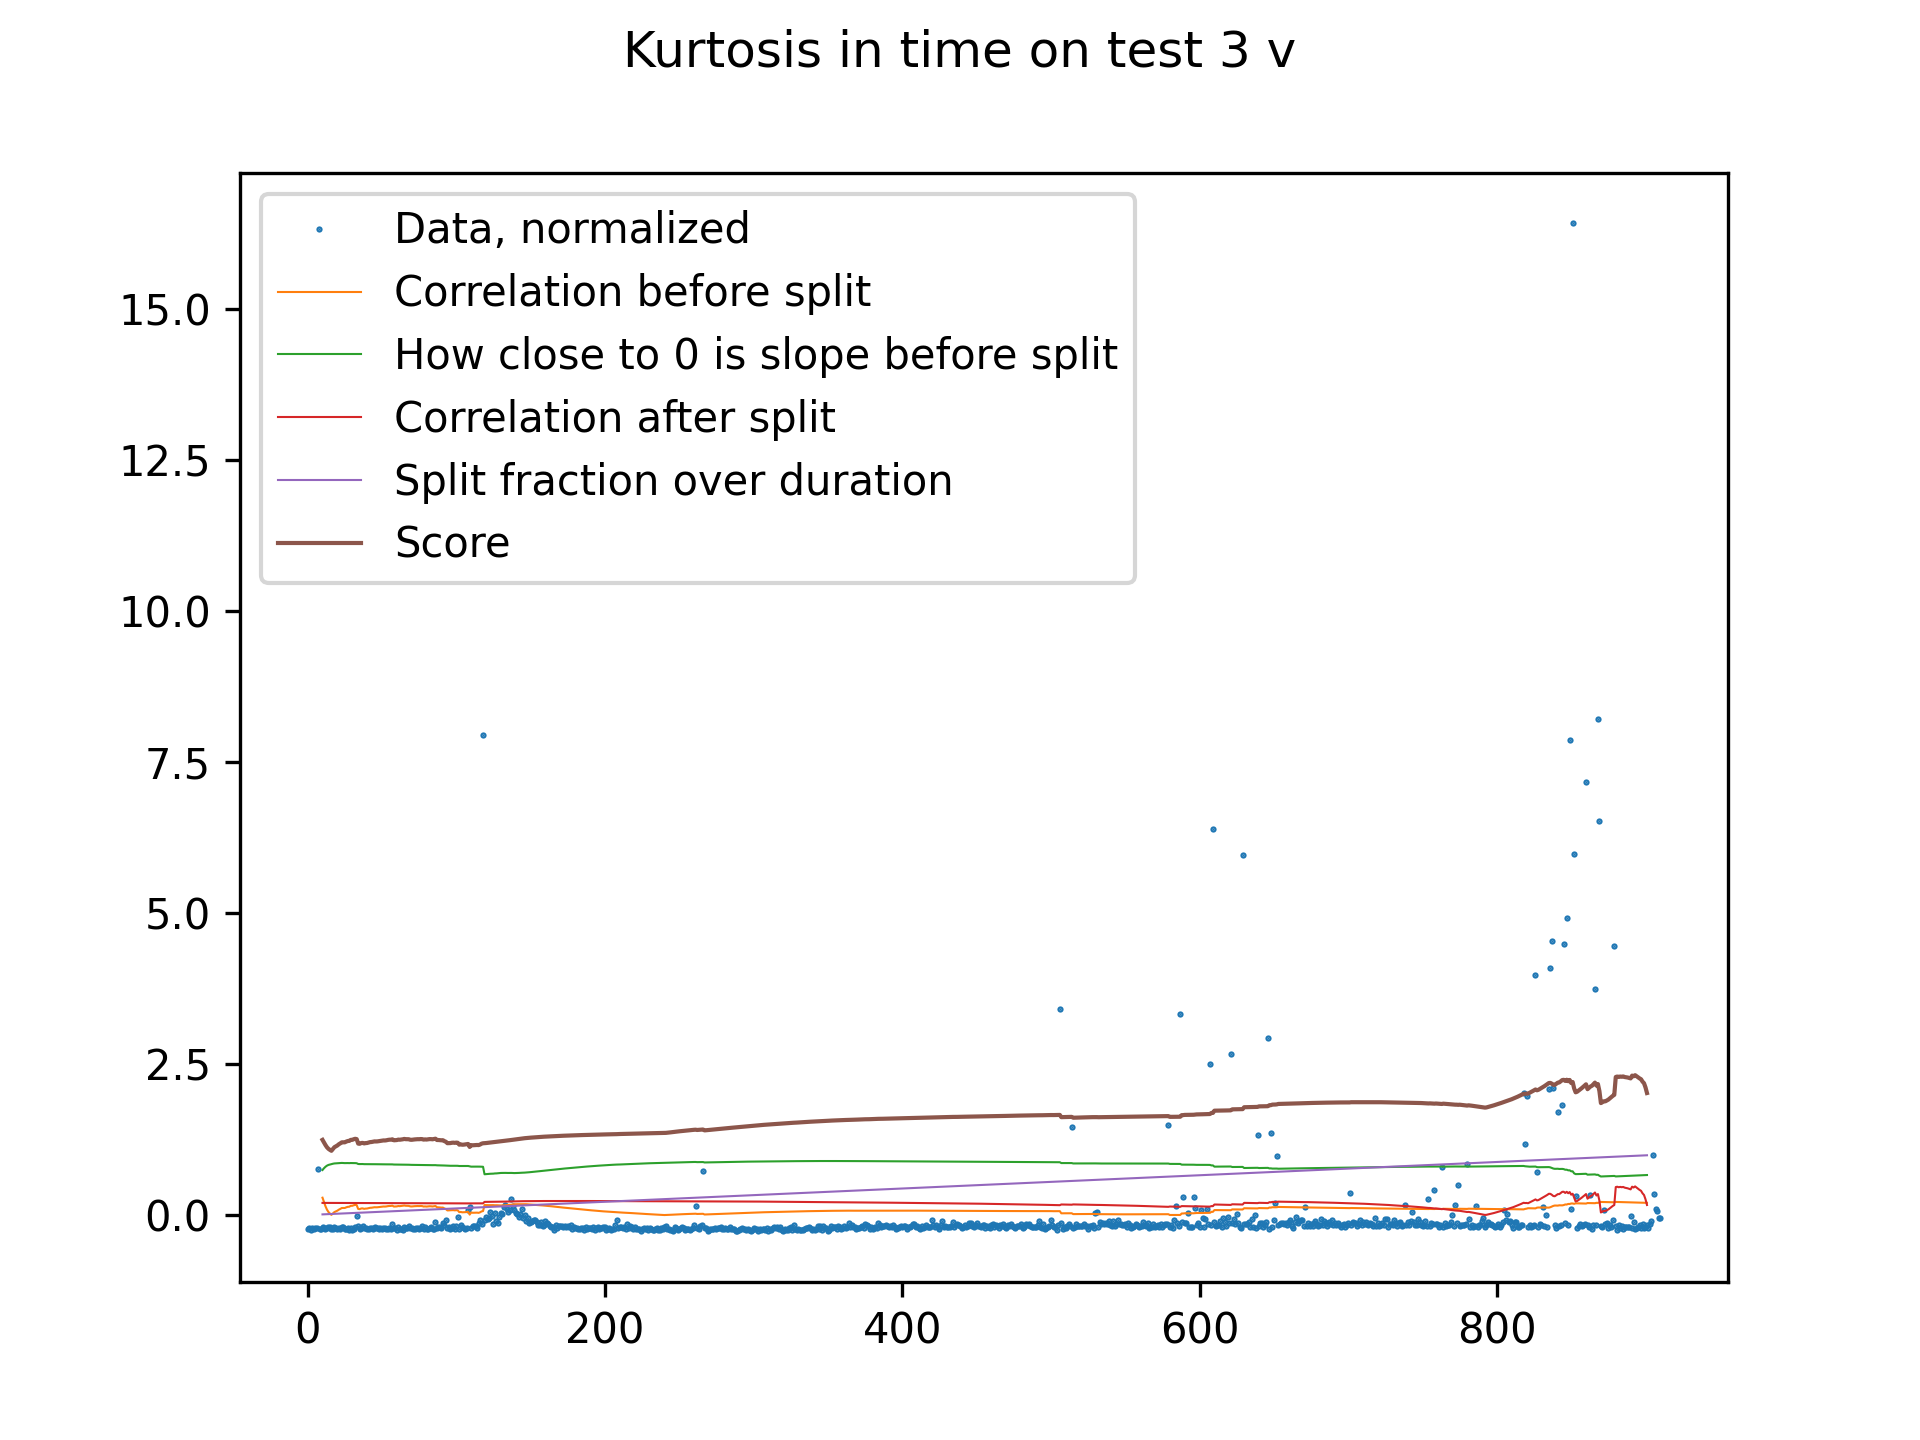 Kurtosis in time on test 3 v
Data, normalized
Correlation before split
How close to 0 is slope before split
Correlation after split
Split fraction over duration
Score
15.0
12.5
10.0
7.5
5.0
2.5
0.0
0 200 400 600 800